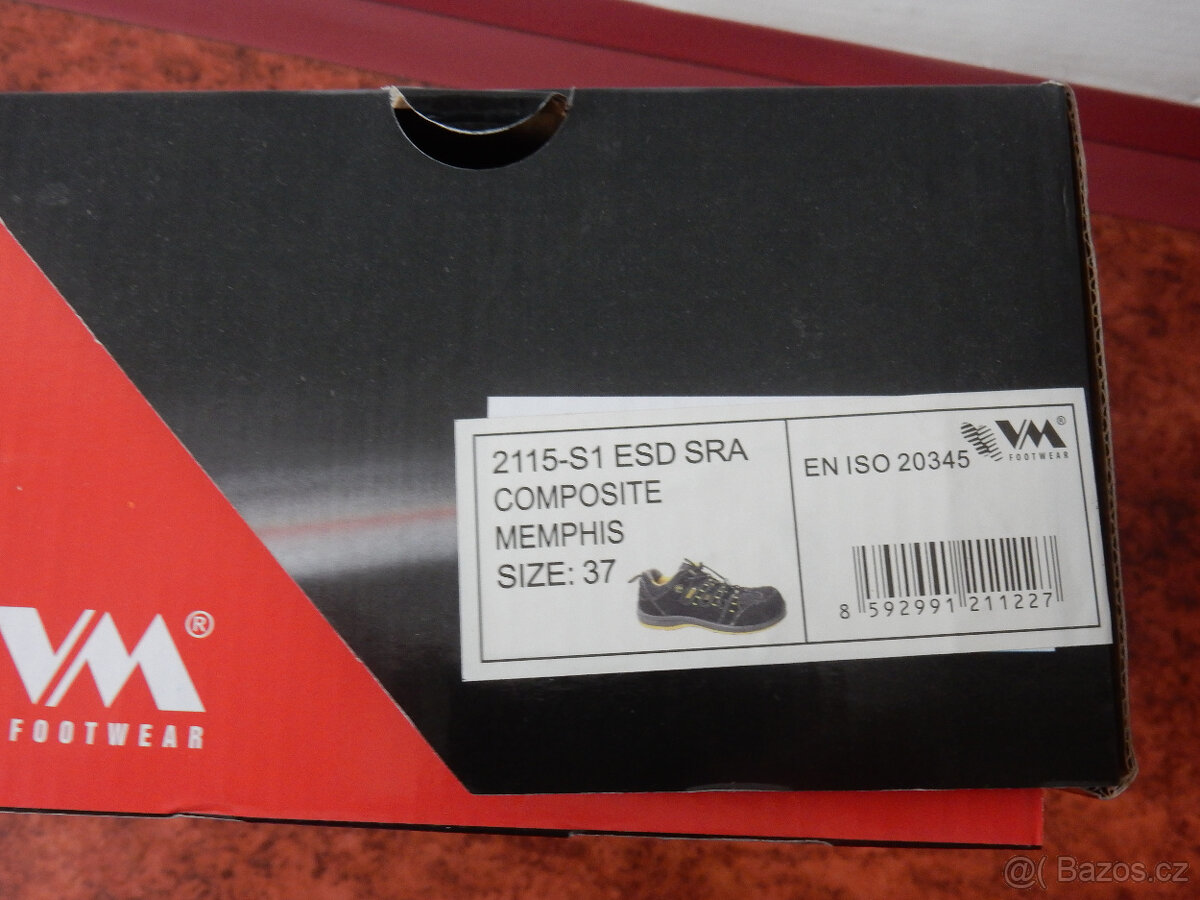 2115-S1 ESD SRA
COMPOSITE
MEMPHIS
SIZE: 37
EN ISO 20345
VM®
FOOTWEAR
8 592991 211227
VM®
FOOTWEAR
@( Bazos.cz